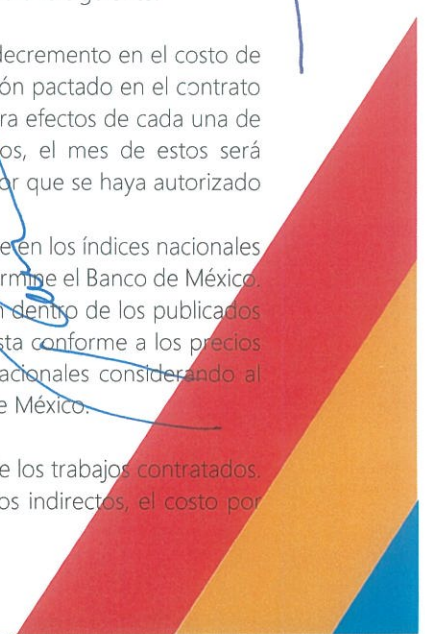 decremento en el costo de
ón pactado en el contrato
ra efectos de cada una de
os, el mes de estos será
or que se haya autorizado
e en los índices nacionales
rmine el Banco de México.
n dentro de los publicados
sta conforme a los precios
acionales considerando al
e México.
e los trabajos contratados.
os indirectos, el costo por